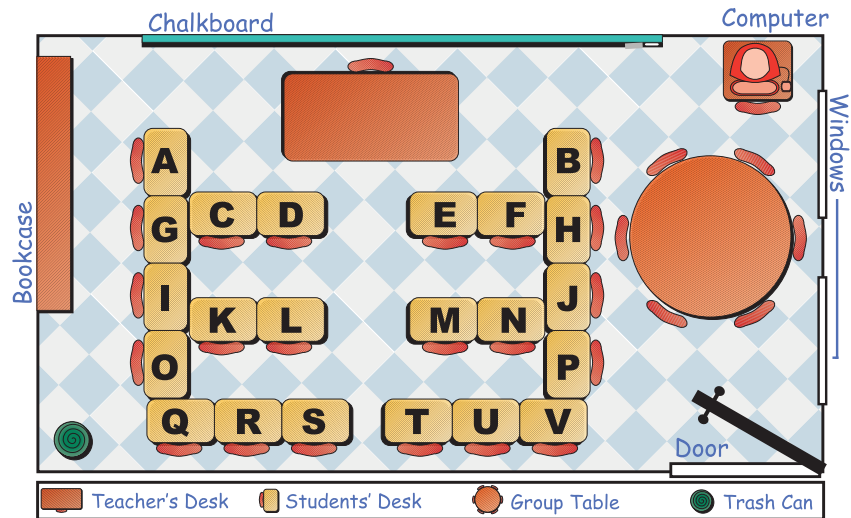 Chalkboard
Computer
Windows
Bookcase
A
B
C D
E F
G
H
I
J
K L
M N
O
P
Q R S
T U V
Door
Teacher's Desk
Students' Desk
Group Table
Trash Can